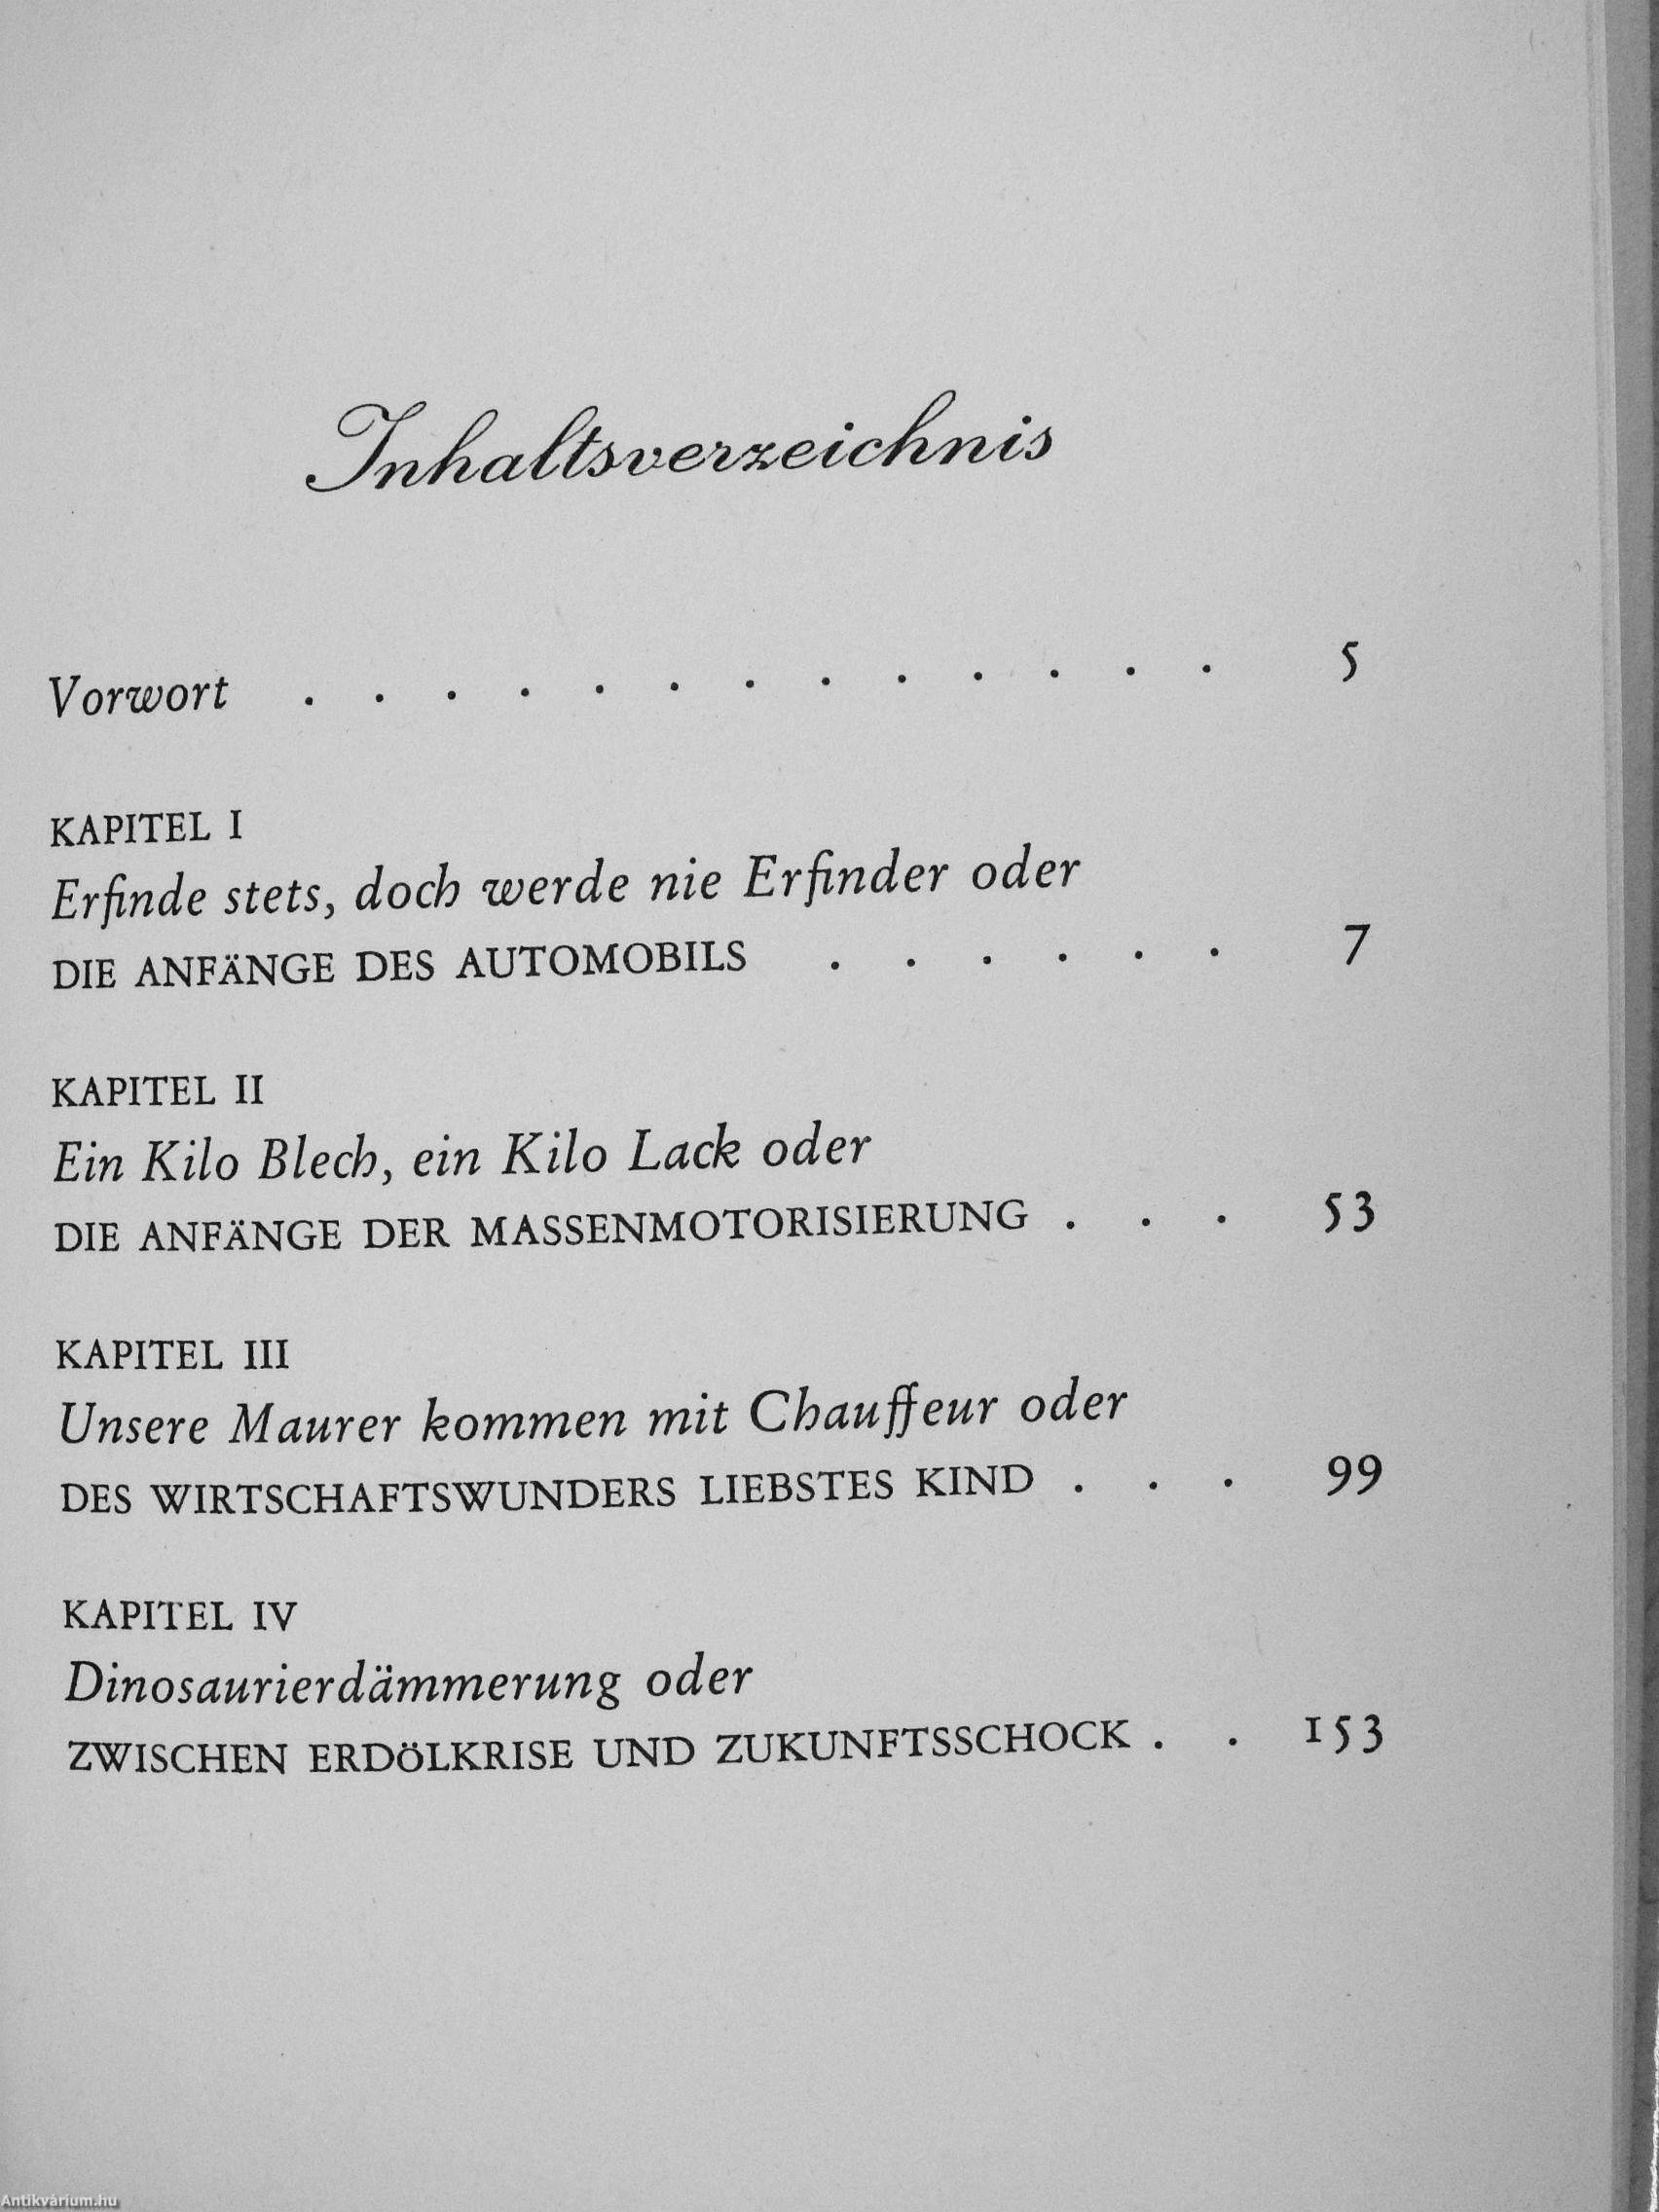 Inhaltsverzeichnis
Vorwort . . . . . . . . . . . . . 5
KAPITEL I
Erfinde stets, doch werde nie Erfinder oder
DIE ANFÄNGE DES AUTOMOBILS . . . . . . 7
KAPITEL II
Ein Kilo Blech, ein Kilo Lack oder
DIE ANFÄNGE DER MASSENMOTORISIERUNG . . . 53
KAPITEL III
Unsere Maurer kommen mit Chauffeur oder
DES WIRTSCHAFTSWUNDERS LIEBSTES KIND . . . 99
KAPITEL IV
Dinosaurierdämmerung oder
ZWISCHEN ERDÖLKRISE UND ZUKUNFTSSCHOCK . . 153
Antikvárium.hu